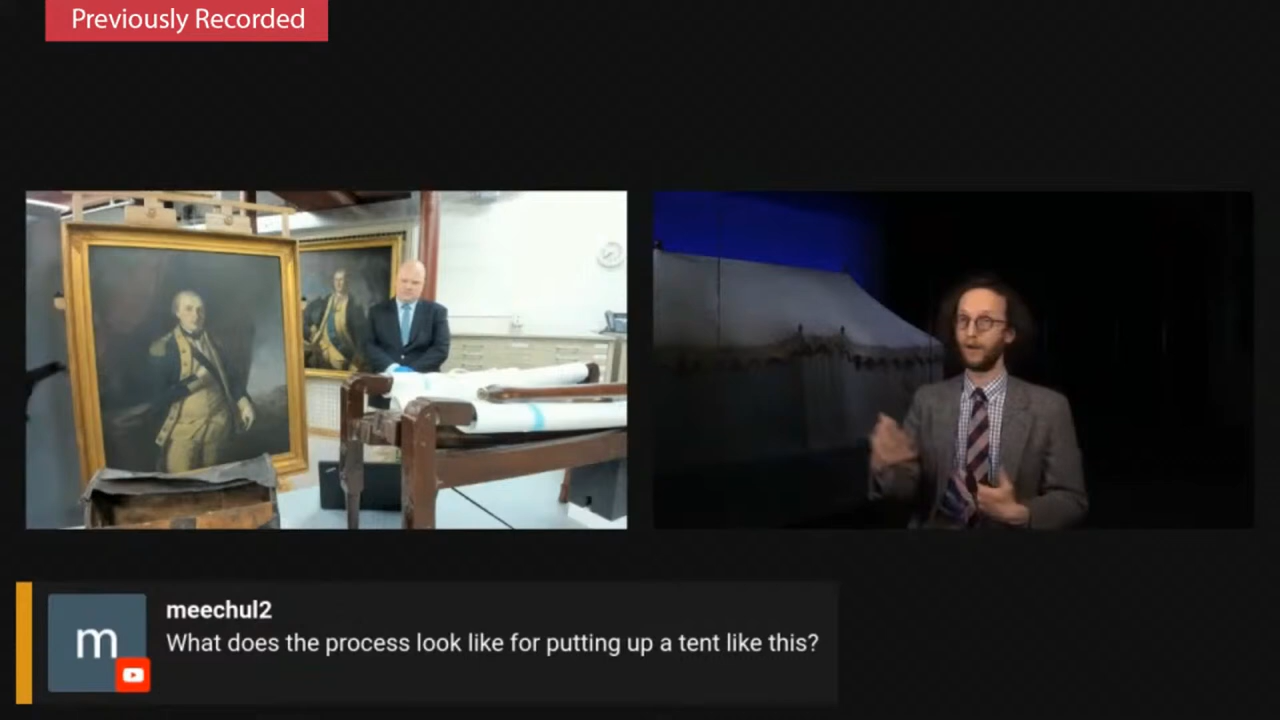 Previously Recorded
m
meechul2
What does the process look like for putting up a tent like this?